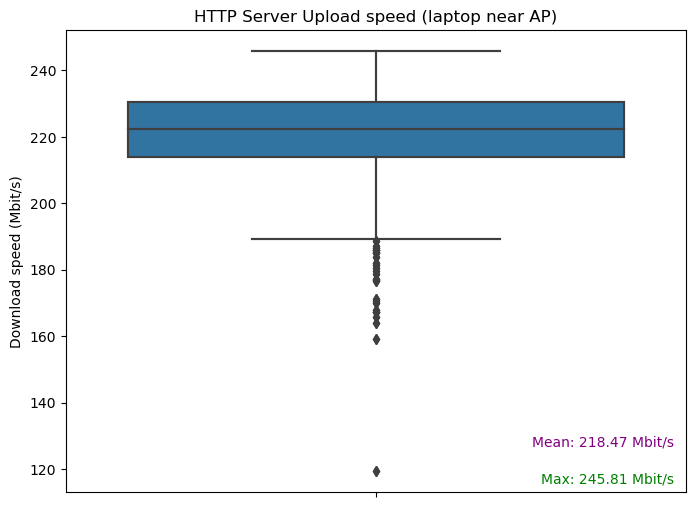 HTTP Server Upload speed (laptop near AP)
Download speed (Mbit/s)
240
220
200
180
160
140
120
Mean: 218.47 Mbit/s
Max: 245.81 Mbit/s